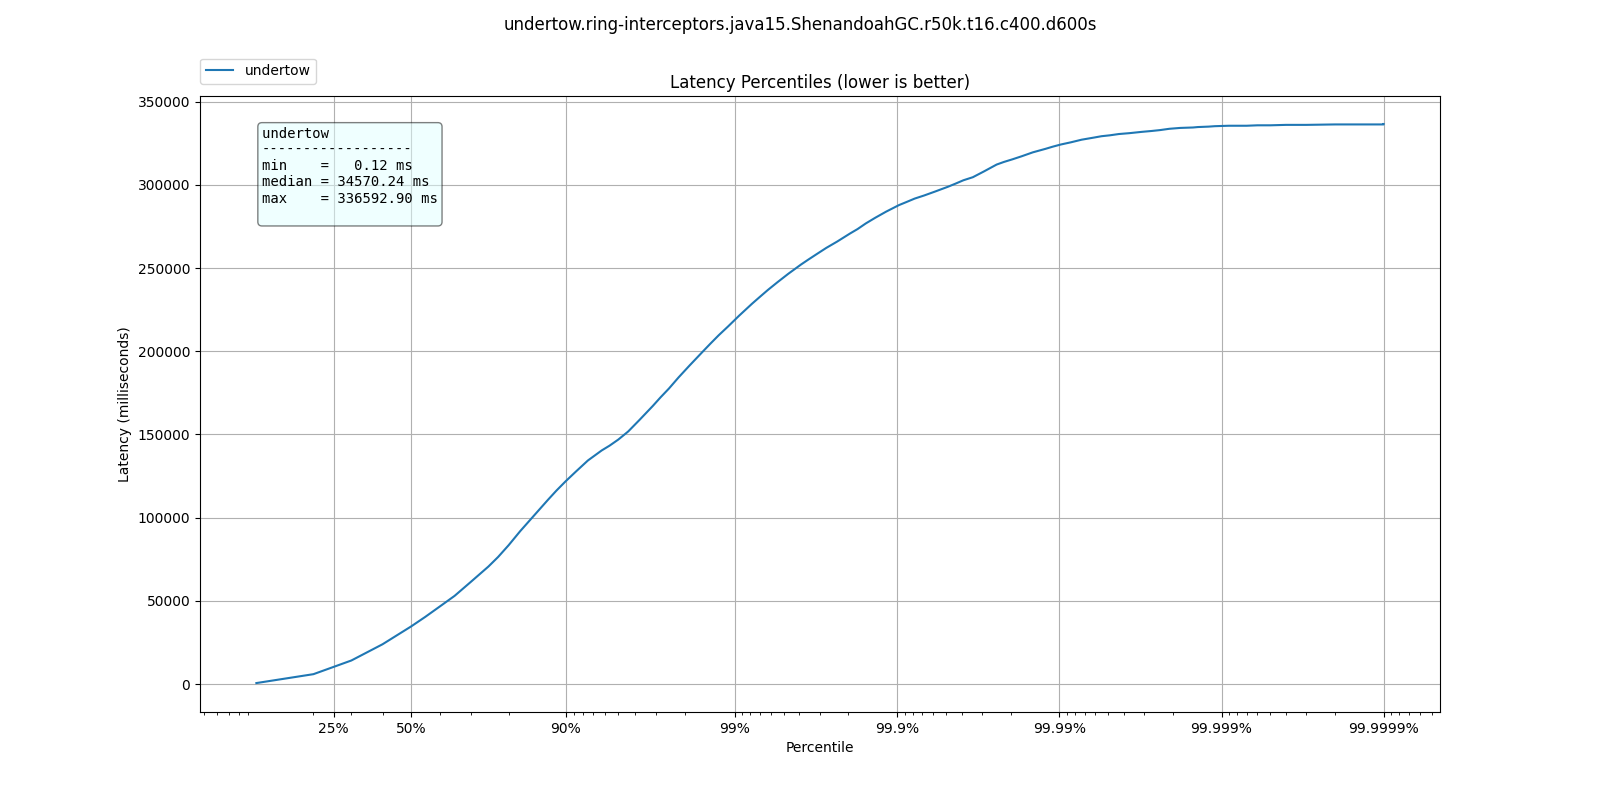 undertow.ring-interceptors.java15.ShenandoahGC.r50k.t16.c400.d600s
undertow
Latency Percentiles (lower is better)
350000
300000
250000
200000
150000
100000
50000
0
Latency (milliseconds)
undertow
------------------
min    =   0.12 ms
median = 34570.24 ms
max    = 336592.90 ms
25% 50% 90% 99% 99.9% 99.99% 99.999% 99.9999%
Percentile